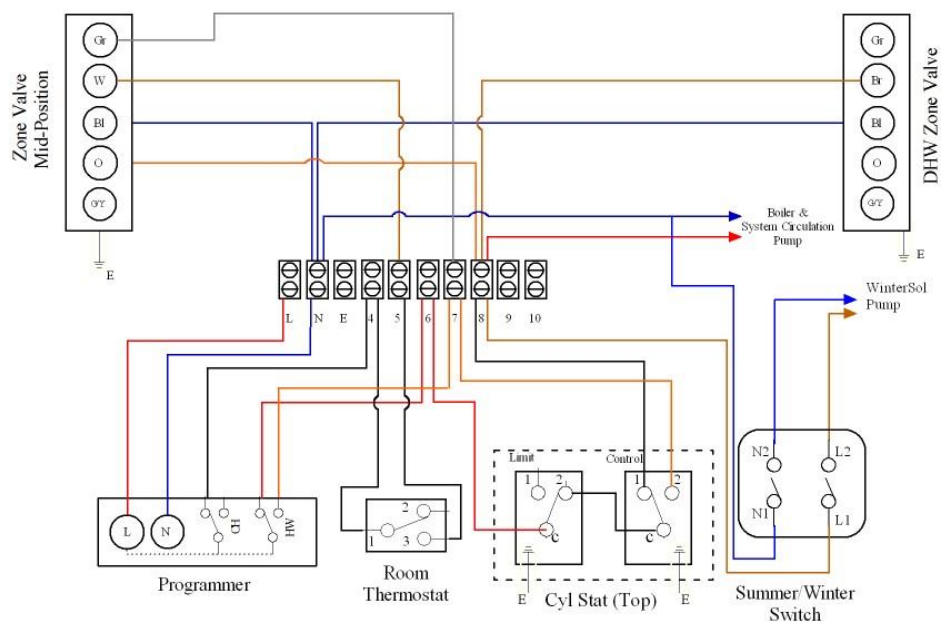 Zone Valve
Mid-Position
Gr
W
Bl
O
G/Y
E
DHW Zone Valve
Gr
Br
Bl
O
G/Y
E
Boiler &
System Circulation
Pump
WinterSol
Pump
L N E 4 5 6 7 8 9 10
L N CH HW
Programmer
1 2 3
Room
Thermostat
Limit
1 2
C
E
Control
1 2
C
E
Cyl Stat (Top)
N2 L2
N1 L1
Summer/Winter
Switch